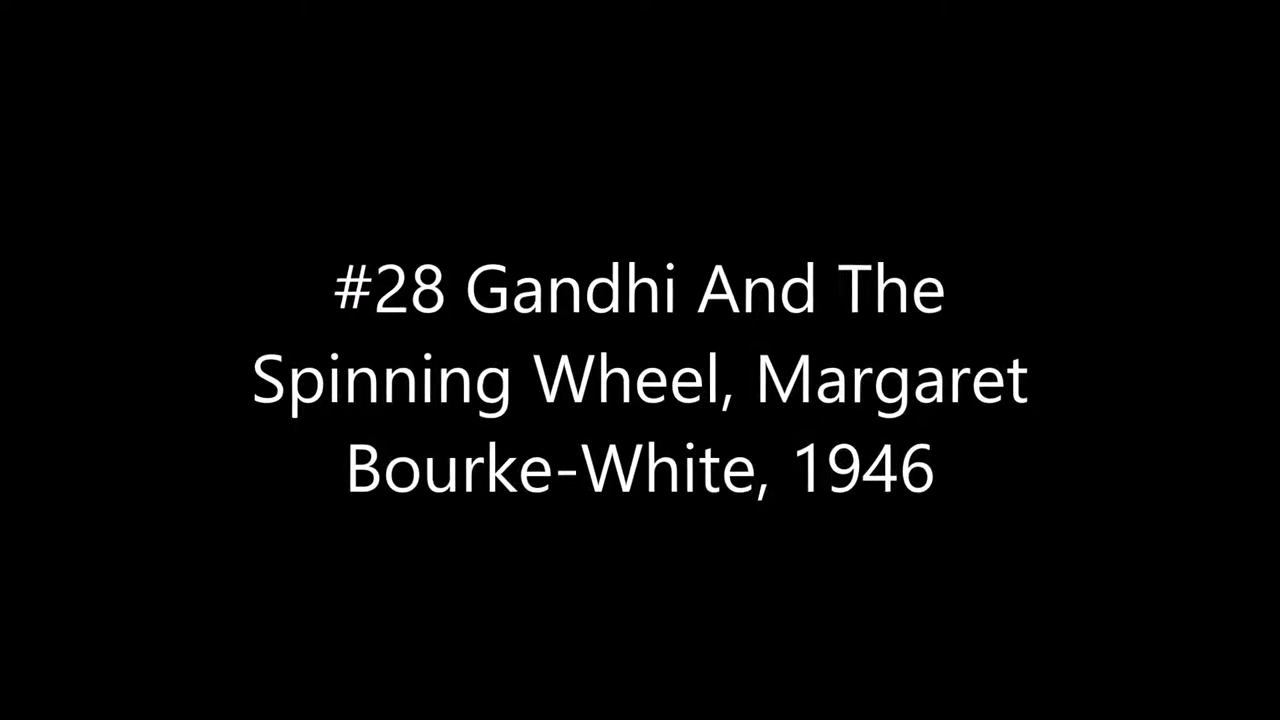 #28 Gandhi And The
Spinning Wheel, Margaret
Bourke-White, 1946